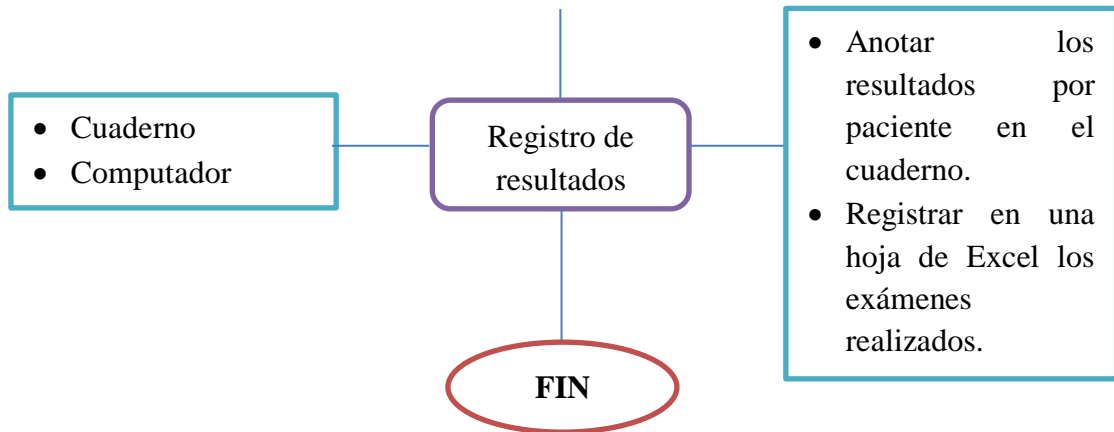 • Cuaderno
• Computador
Registro de
resultados
• Anotar los
resultados por
paciente en el
cuaderno.
• Registrar en una
hoja de Excel los
exámenes
realizados.
FIN